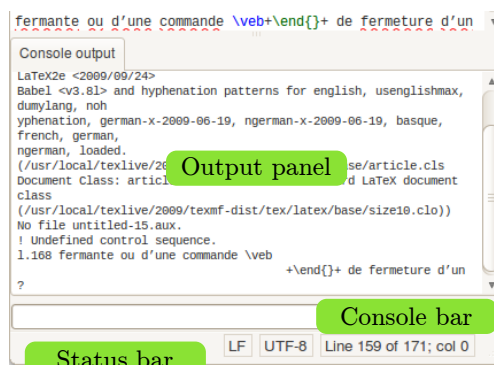 fermante ou d'une commande \veb+\end{}+ de fermeture d'un
Console output
LaTeX2e <2009/09/24>
Babel <v3.8l> and hyphenation patterns for english, usenglishmax,
dumylang, noh
yphenation, german-x-2009-06-19, ngerman-x-2009-06-19, basque,
french, german,
ngerman, loaded.
(/usr/local/texlive/20 se/article.cls
Output panel
Document Class: artic d LaTeX document
class
(/usr/local/texlive/2009/texmf-dist/tex/latex/base/size10.clo))
No file untitled-15.aux.
! Undefined control sequence.
l.168 fermante ou d'une commande \veb
+\end{}+ de fermeture d'un
?
Console bar
LF UTF-8 Line 159 of 171; col 0
Status bar